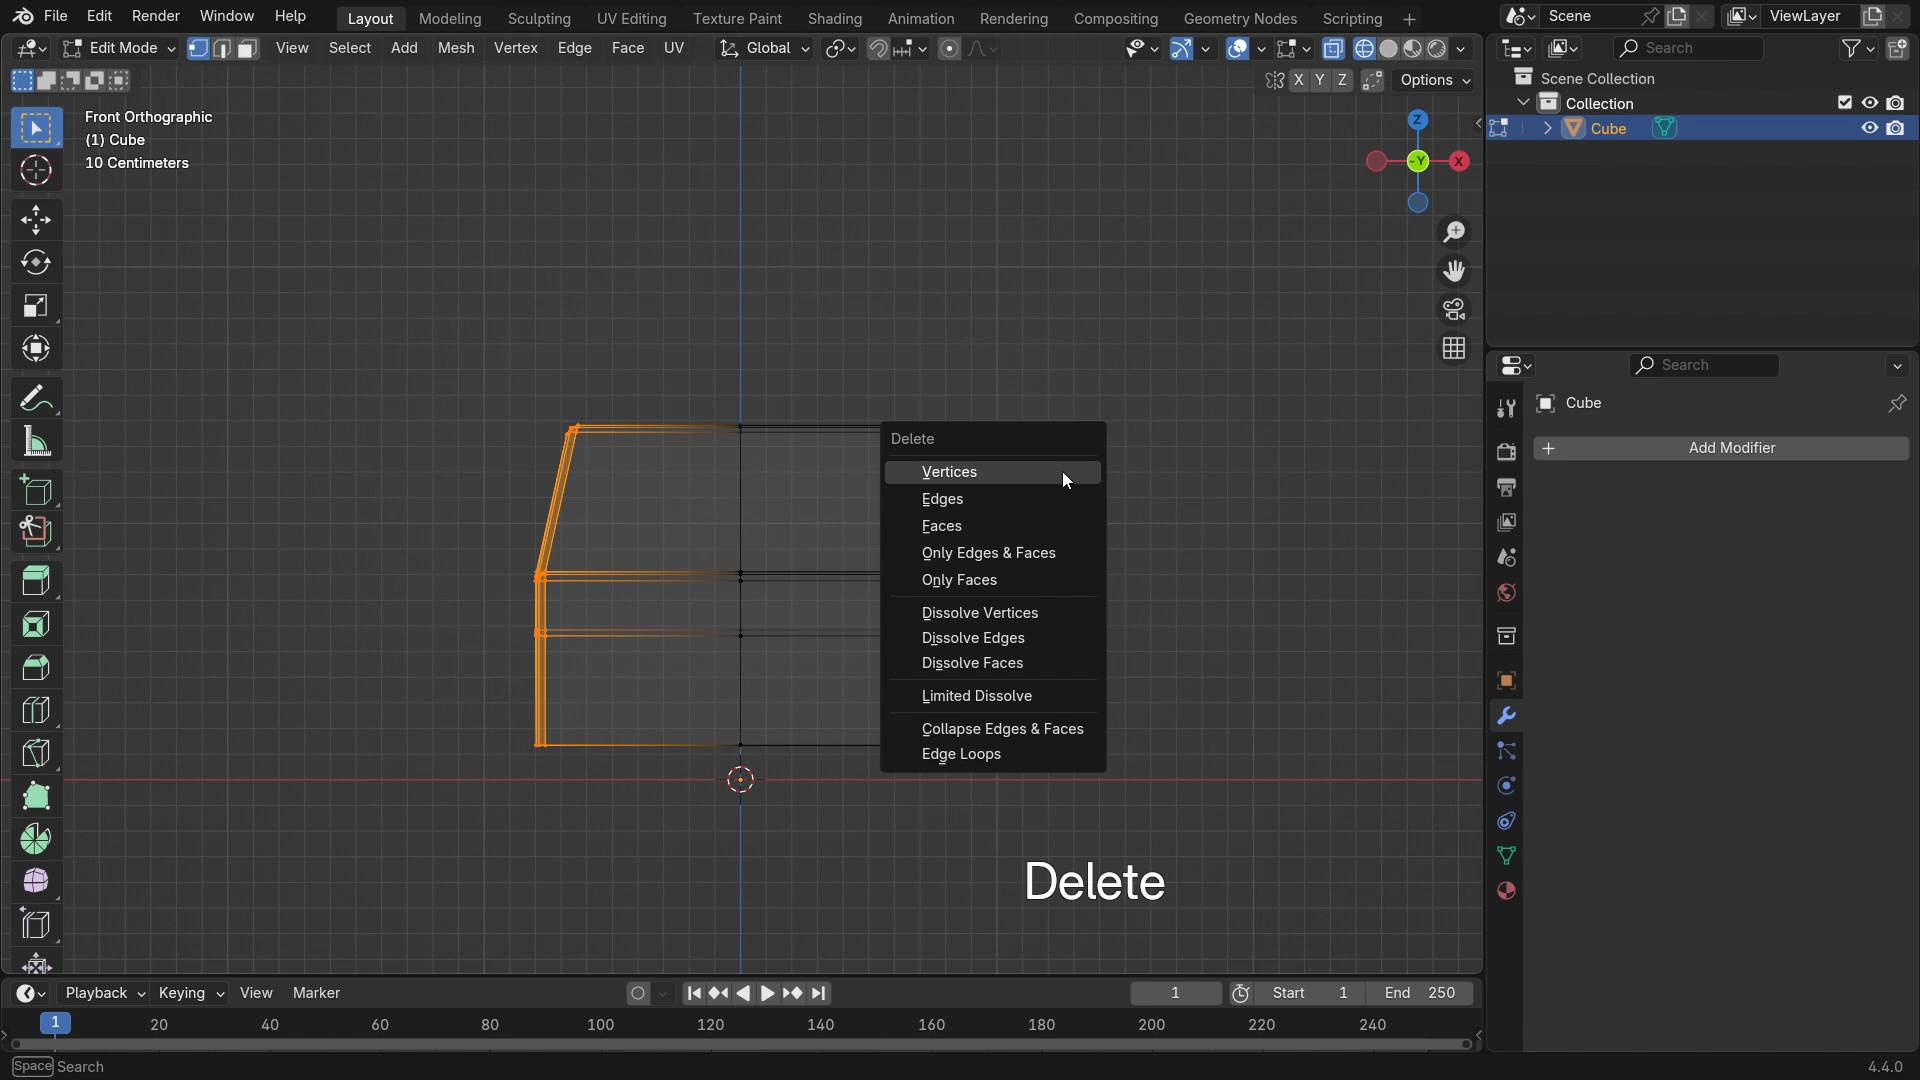 File Edit Render Window Help Layout Modeling Sculpting UV Editing Texture Paint Shading Animation Rendering Compositing Geometry Nodes Scripting + Scene ViewLayer
Edit Mode View Select Add Mesh Vertex Edge Face UV Global Search
X Y Z Options
Scene Collection
Collection
Cube
Front Orthographic
(1) Cube
10 Centimeters
Z
-Y X
Search
Cube
+ Add Modifier
Delete
Vertices
Edges
Faces
Only Edges & Faces
Only Faces
Dissolve Vertices
Dissolve Edges
Dissolve Faces
Limited Dissolve
Collapse Edges & Faces
Edge Loops
Delete
Playback Keying View Marker 1 Start 1 End 250
1 20 40 60 80 100 120 140 160 180 200 220 240
Space Search 4.4.0